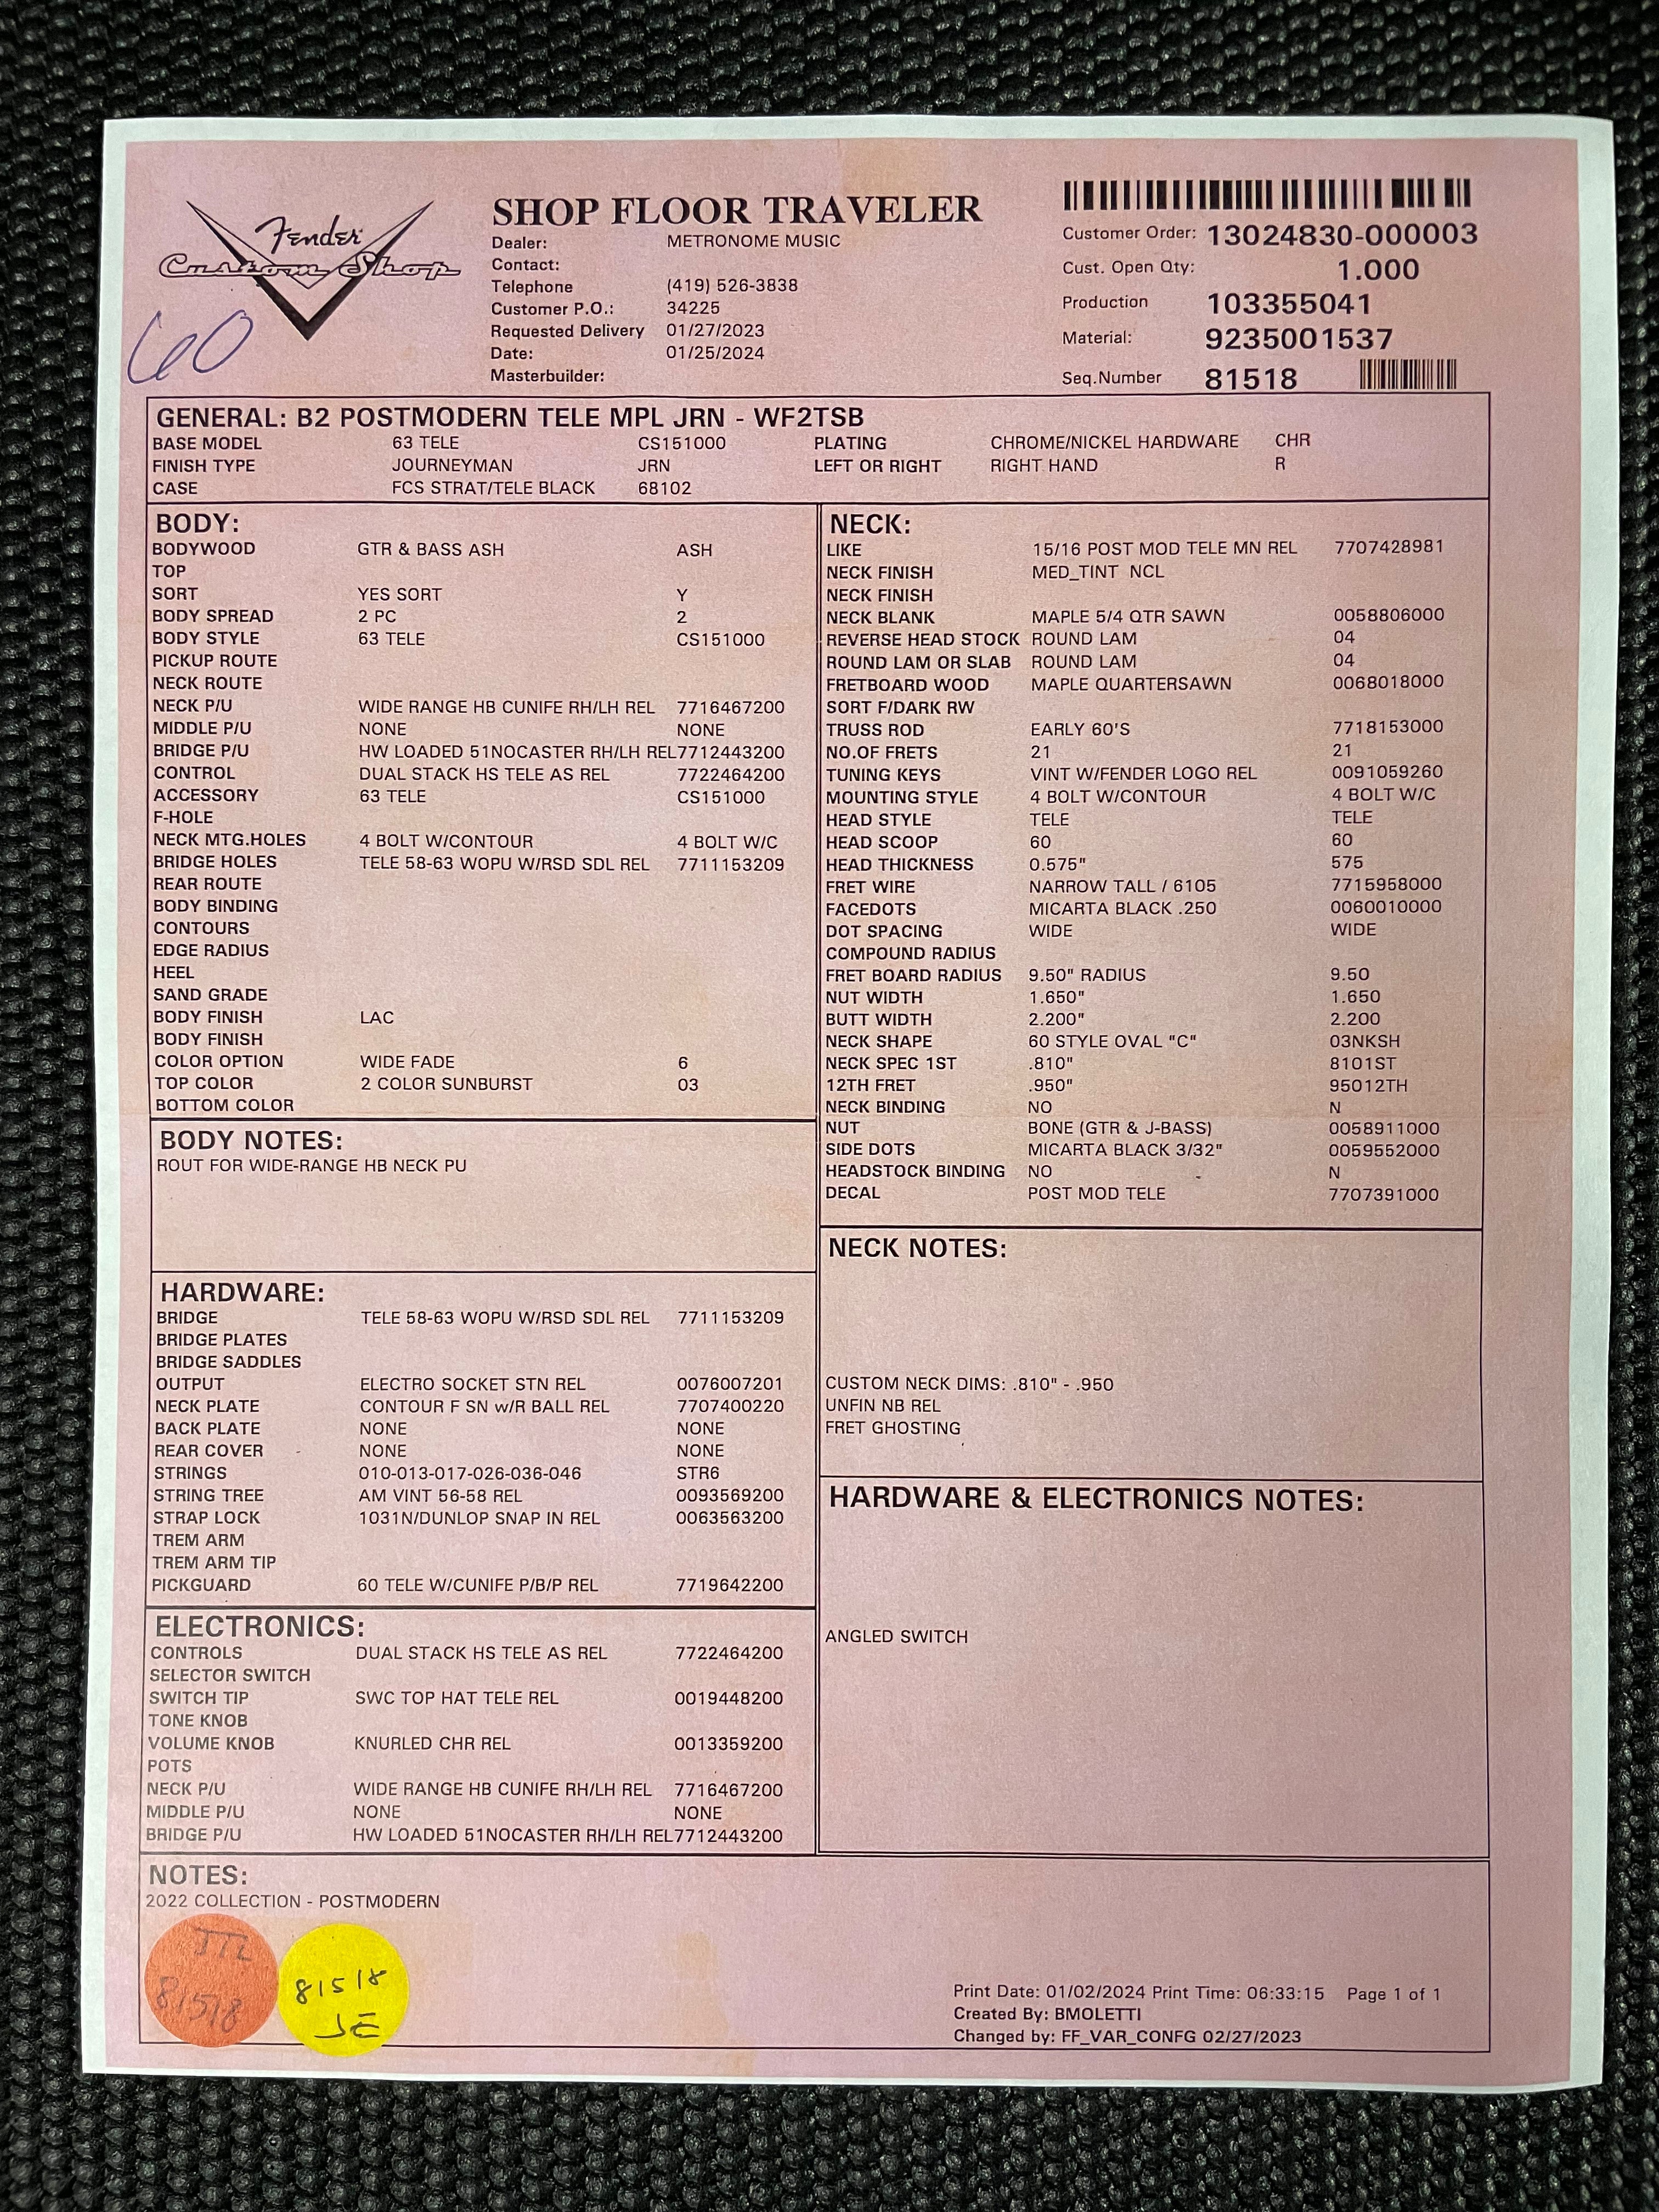 Fender
Custom Shop
60
SHOP FLOOR TRAVELER
Dealer: METRONOME MUSIC
Contact:
Telephone (419) 526-3838
Customer P.O.: 34225
Requested Delivery 01/27/2023
Date: 01/25/2024
Masterbuilder:
Customer Order: 13024830-000003
Cust. Open Qty: 1.000
Production 103355041
Material: 9235001537
Seq.Number 81518
GENERAL: B2 POSTMODERN TELE MPL JRN - WF2TSB
BASE MODEL 63 TELE CS151000 PLATING CHROME/NICKEL HARDWARE CHR
FINISH TYPE JOURNEYMAN JRN LEFT OR RIGHT RIGHT HAND R
CASE FCS STRAT/TELE BLACK 68102
BODY:
BODYWOOD GTR & BASS ASH ASH
TOP
SORT YES SORT Y
BODY SPREAD 2 PC 2
BODY STYLE 63 TELE CS151000
PICKUP ROUTE
NECK ROUTE
NECK P/U WIDE RANGE HB CUNIFE RH/LH REL 7716467200
MIDDLE P/U NONE NONE
BRIDGE P/U HW LOADED 51NOCASTER RH/LH REL7712443200
CONTROL DUAL STACK HS TELE AS REL 7722464200
ACCESSORY 63 TELE CS151000
F-HOLE
NECK MTG.HOLES 4 BOLT W/CONTOUR 4 BOLT W/C
BRIDGE HOLES TELE 58-63 WOPU W/RSD SDL REL 7711153209
REAR ROUTE
BODY BINDING
CONTOURS
EDGE RADIUS
HEEL
SAND GRADE
BODY FINISH LAC
BODY FINISH
COLOR OPTION WIDE FADE 6
TOP COLOR 2 COLOR SUNBURST 03
BOTTOM COLOR
BODY NOTES:
ROUT FOR WIDE-RANGE HB NECK PU
HARDWARE:
BRIDGE TELE 58-63 WOPU W/RSD SDL REL 7711153209
BRIDGE PLATES
BRIDGE SADDLES
OUTPUT ELECTRO SOCKET STN REL 0076007201
NECK PLATE CONTOUR F SN w/R BALL REL 7707400220
BACK PLATE NONE NONE
REAR COVER NONE NONE
STRINGS 010-013-017-026-036-046 STR6
STRING TREE AM VINT 56-58 REL 0093569200
STRAP LOCK 1031N/DUNLOP SNAP IN REL 0063563200
TREM ARM
TREM ARM TIP
PICKGUARD 60 TELE W/CUNIFE P/B/P REL 7719642200
ELECTRONICS:
CONTROLS DUAL STACK HS TELE AS REL 7722464200
SELECTOR SWITCH
SWITCH TIP SWC TOP HAT TELE REL 0019448200
TONE KNOB
VOLUME KNOB KNURLED CHR REL 0013359200
POTS
NECK P/U WIDE RANGE HB CUNIFE RH/LH REL 7716467200
MIDDLE P/U NONE NONE
BRIDGE P/U HW LOADED 51NOCASTER RH/LH REL7712443200
NECK:
LIKE 15/16 POST MOD TELE MN REL 7707428981
NECK FINISH MED_TINT NCL
NECK FINISH
NECK BLANK MAPLE 5/4 QTR SAWN 0058806000
REVERSE HEAD STOCK ROUND LAM 04
ROUND LAM OR SLAB ROUND LAM 04
FRETBOARD WOOD MAPLE QUARTERSAWN 0068018000
SORT F/DARK RW
TRUSS ROD EARLY 60'S 7718153000
NO.OF FRETS 21 21
TUNING KEYS VINT W/FENDER LOGO REL 0091059260
MOUNTING STYLE 4 BOLT W/CONTOUR 4 BOLT W/C
HEAD STYLE TELE TELE
HEAD SCOOP 60 60
HEAD THICKNESS 0.575" 575
FRET WIRE NARROW TALL / 6105 7715958000
FACEDOTS MICARTA BLACK .250 0060010000
DOT SPACING WIDE WIDE
COMPOUND RADIUS
FRET BOARD RADIUS 9.50" RADIUS 9.50
NUT WIDTH 1.650" 1.650
BUTT WIDTH 2.200" 2.200
NECK SHAPE 60 STYLE OVAL "C" 03NKSH
NECK SPEC 1ST .810" 8101ST
12TH FRET .950" 95012TH
NECK BINDING NO N
NUT BONE (GTR & J-BASS) 0058911000
SIDE DOTS MICARTA BLACK 3/32" 0059552000
HEADSTOCK BINDING NO N
DECAL POST MOD TELE 7707391000
NECK NOTES:
CUSTOM NECK DIMS: .810" - .950
UNFIN NB REL
FRET GHOSTING
HARDWARE & ELECTRONICS NOTES:
ANGLED SWITCH
NOTES:
2022 COLLECTION - POSTMODERN
81518
81518
JE
Print Date: 01/02/2024 Print Time: 06:33:15 Page 1 of 1
Created By: BMOLETTI
Changed by: FF_VAR_CONFG 02/27/2023